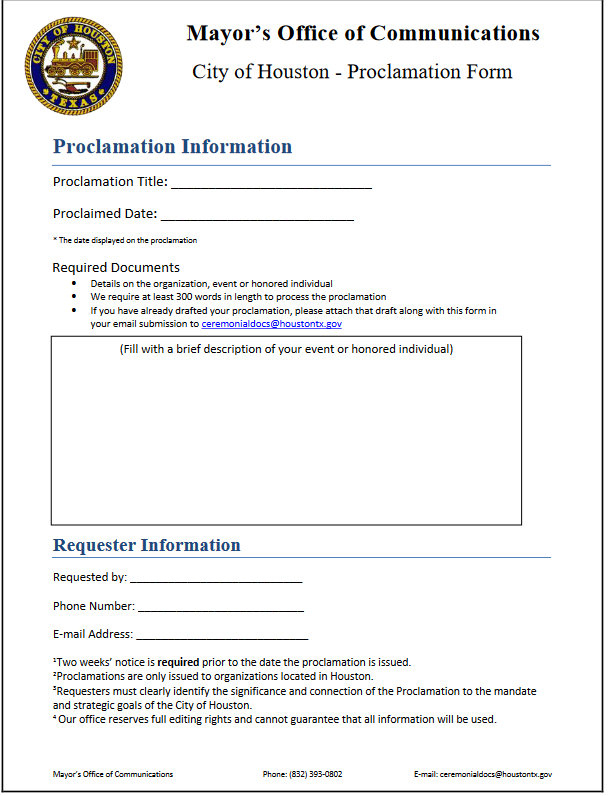 CITY OF HOUSTON
TEXAS
Mayor’s Office of Communications
City of Houston - Proclamation Form
Proclamation Information
Proclamation Title: ___________________________
Proclaimed Date: __________________________
* The date displayed on the proclamation
Required Documents
• Details on the organization, event or honored individual
• We require at least 300 words in length to process the proclamation
• If you have already drafted your proclamation, please attach that draft along with this form in
your email submission to ceremonialdocs@houstontx.gov
(Fill with a brief description of your event or honored individual)
Requester Information
Requested by: __________________________
Phone Number: _________________________
E-mail Address: __________________________
¹Two weeks’ notice is required prior to the date the proclamation is issued.
²Proclamations are only issued to organizations located in Houston.
³Requesters must clearly identify the significance and connection of the Proclamation to the mandate
and strategic goals of the City of Houston.
⁴ Our office reserves full editing rights and cannot guarantee that all information will be used.
Mayor’s Office of Communications Phone: (832) 393-0802 E-mail: ceremonialdocs@houstontx.gov